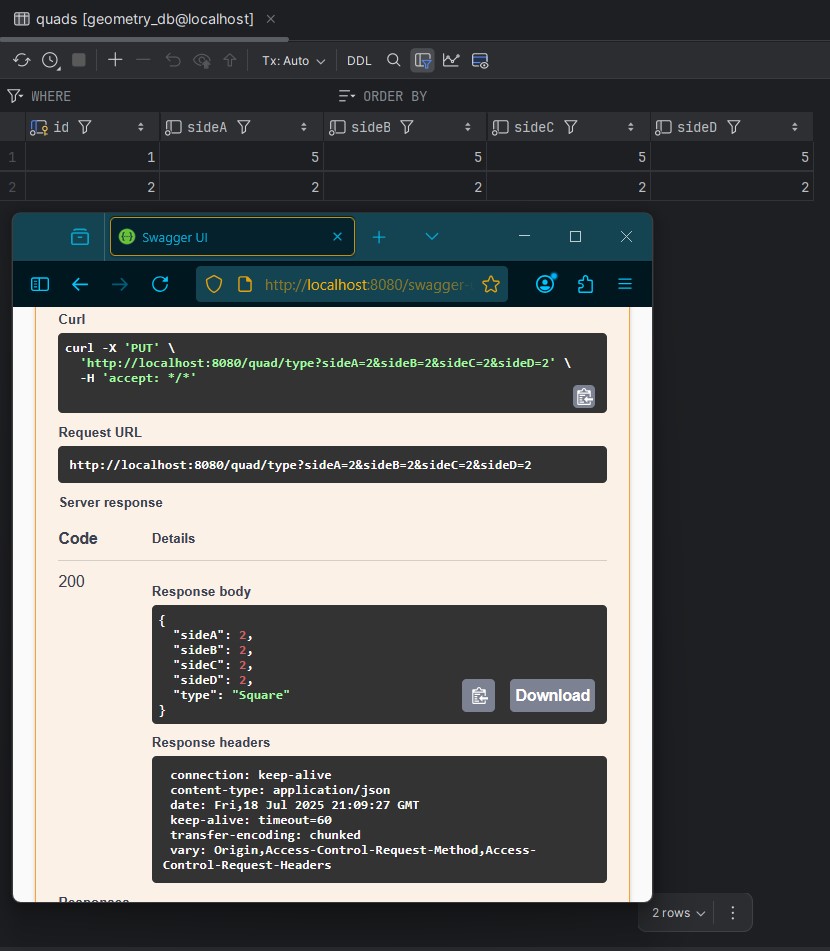 quads [geometry_db@localhost]
Tx: Auto DDL
WHERE ORDER BY
id sideA sideB sideC sideD
1 1 5 5 5 5
2 2 2 2 2 2
Swagger UI
http://localhost:8080/swagger-
Curl
curl -X 'PUT' \
'http://localhost:8080/quad/type?sideA=2&sideB=2&sideC=2&sideD=2' \
-H 'accept: */*'
Request URL
http://localhost:8080/quad/type?sideA=2&sideB=2&sideC=2&sideD=2
Server response
Code Details
200
Response body
{
"sideA": 2,
"sideB": 2,
"sideC": 2,
"sideD": 2,
"type": "Square"
}
Download
Response headers
connection: keep-alive
content-type: application/json
date: Fri,18 Jul 2025 21:09:27 GMT
keep-alive: timeout=60
transfer-encoding: chunked
vary: Origin,Access-Control-Request-Method,Access-
Control-Request-Headers
Responses
2 rows